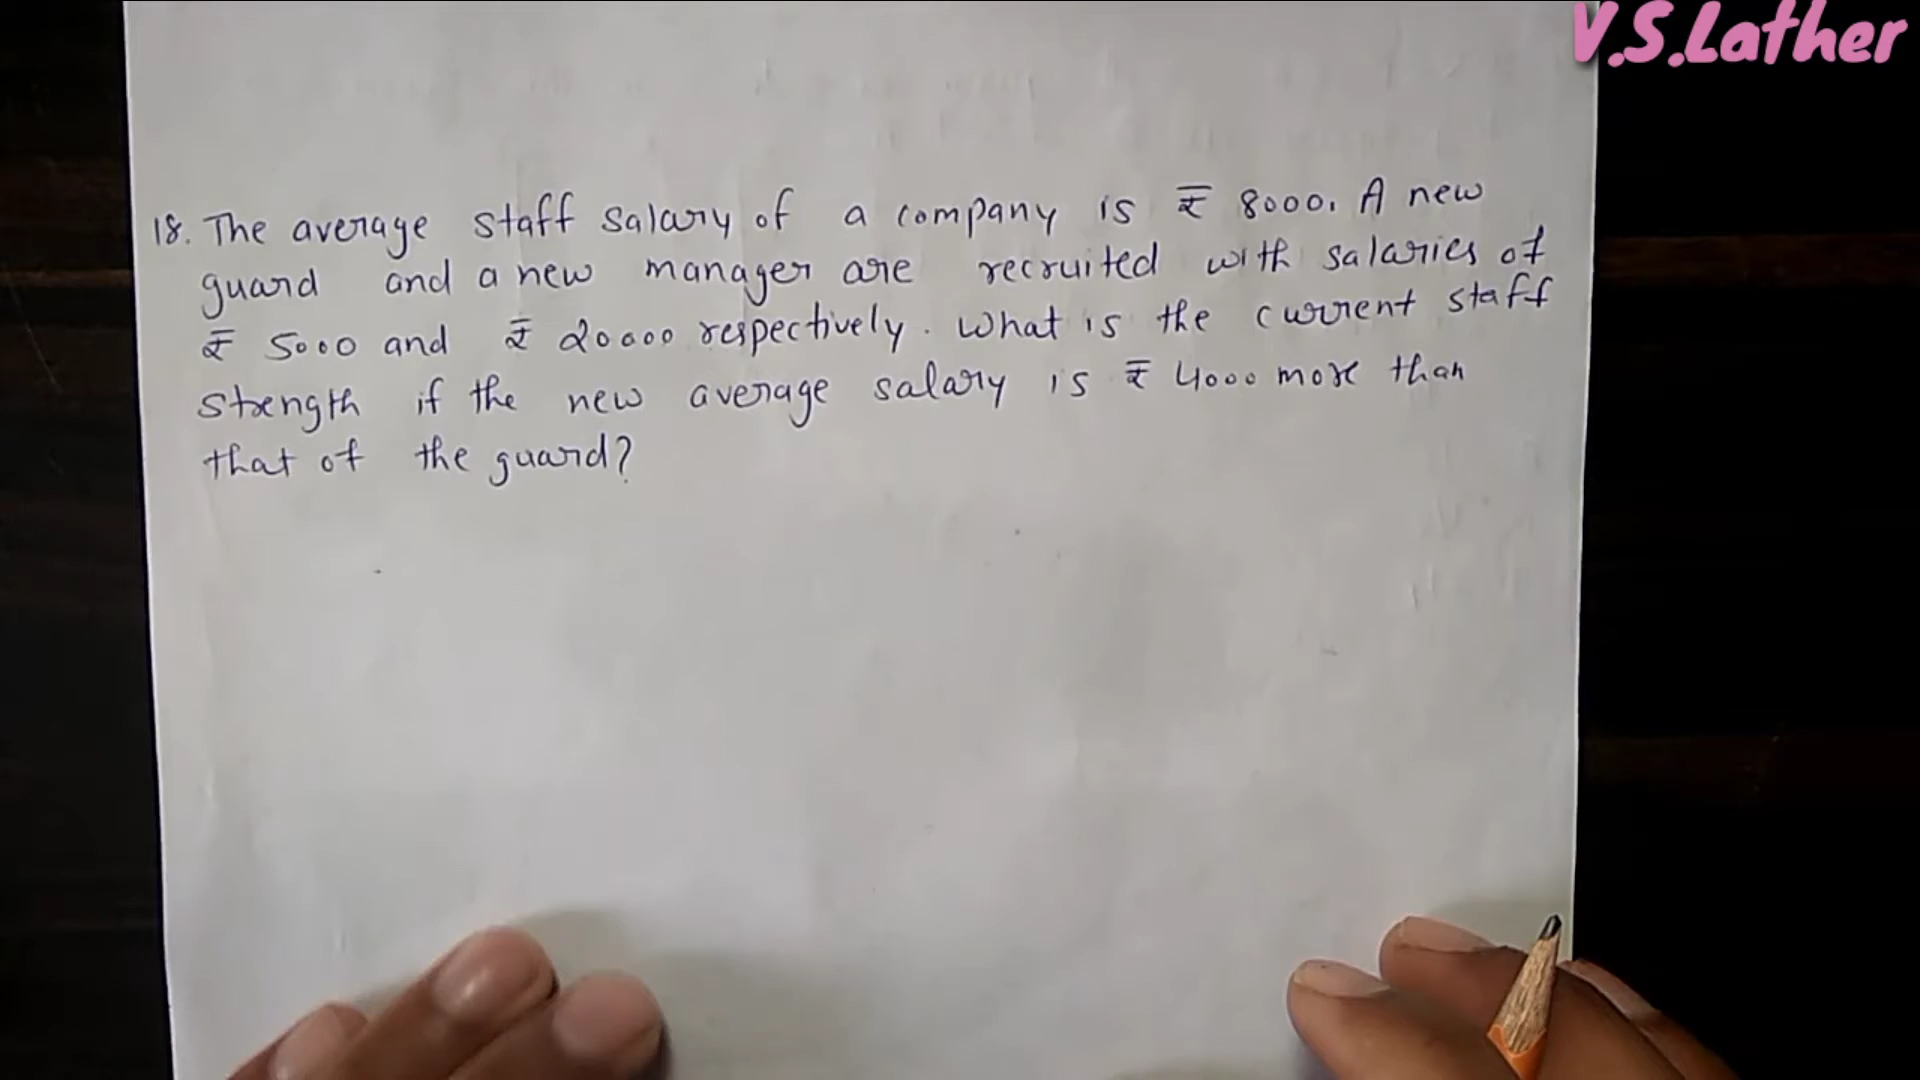 V.S.Lather
18. The average staff salary of a company is ₹ 8000. A new
guard and a new manager are recruited with salaries of
₹ 5000 and ₹ 20000 respectively. What is the current staff
strength if the new average salary is ₹ 4000 more than
that of the guard?